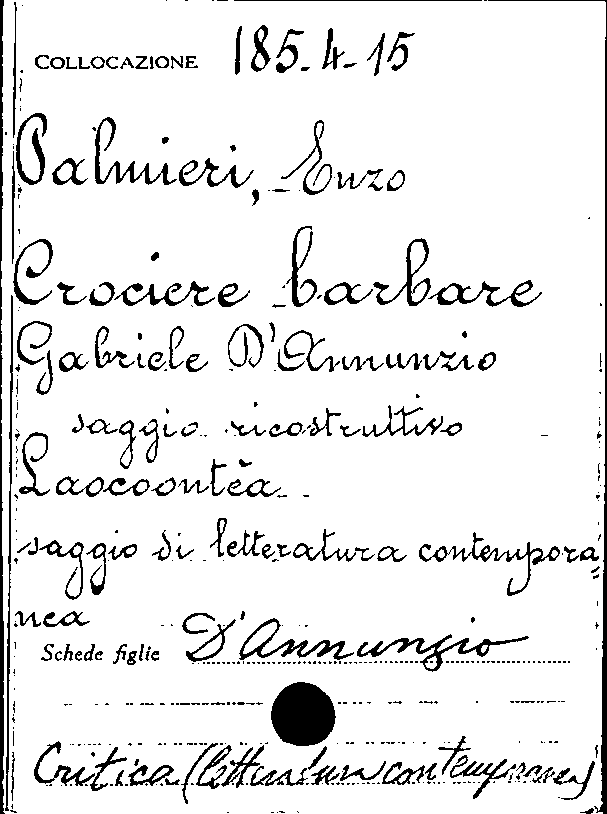 COLLOCAZIONE 185-4-15
Palmieri, Enzo
Crociere barbare
Gabriele D'Annunzio
saggio ricostruttivo
Laocoontèa
saggio di letteratura contempora=
nea
Schede figlie D'Annunzio
Critica (letteratura contemporanea)